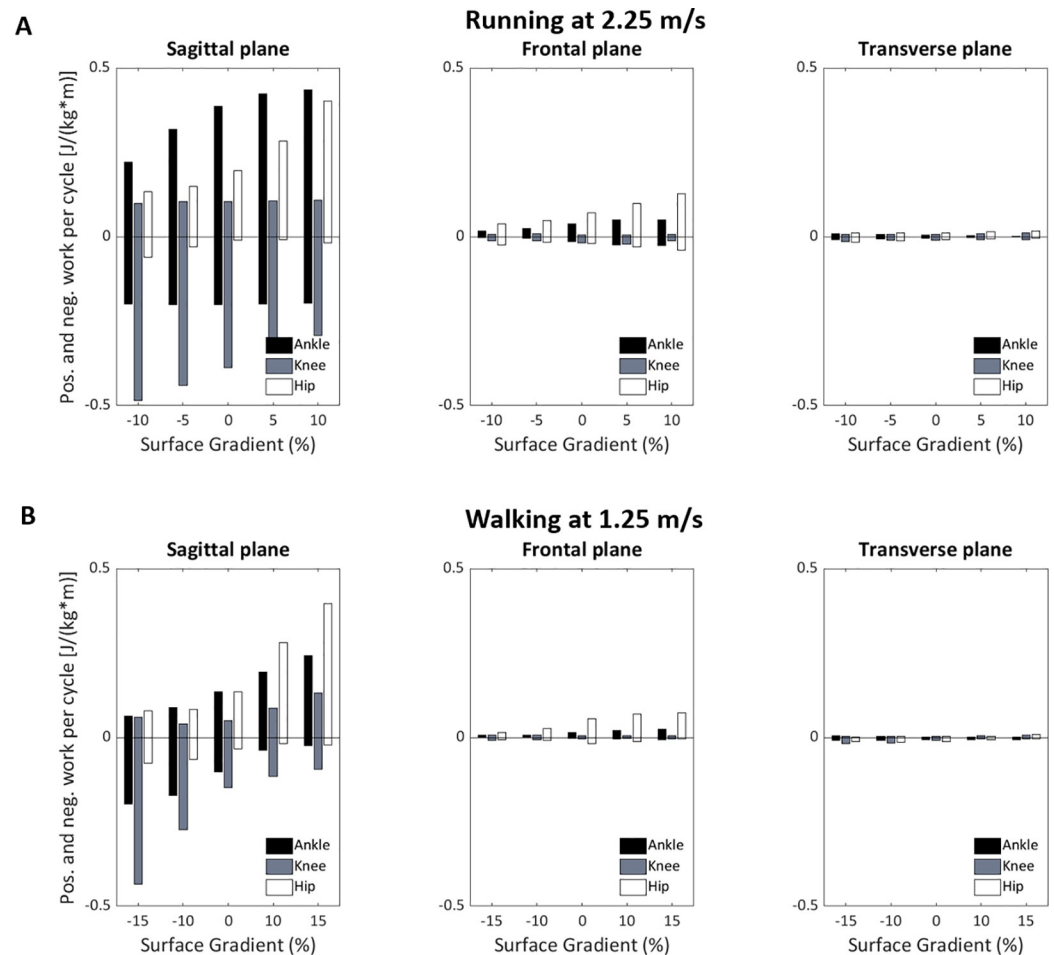 A
Running at 2.25 m/s
Sagittal plane
Frontal plane
Transverse plane
Pos. and neg. work per cycle [J/(kg*m)]
0.5
0
-0.5
Ankle
Knee
Hip
-10 -5 0 5 10
Surface Gradient (%)
0.5
0
-0.5
Ankle
Knee
Hip
-10 -5 0 5 10
Surface Gradient (%)
0.5
0
-0.5
Ankle
Knee
Hip
-10 -5 0 5 10
Surface Gradient (%)
B
Walking at 1.25 m/s
Sagittal plane
Frontal plane
Transverse plane
Pos. and neg. work per cycle [J/(kg*m)]
0.5
0
-0.5
Ankle
Knee
Hip
-15 -10 0 10 15
Surface Gradient (%)
0.5
0
-0.5
Ankle
Knee
Hip
-15 -10 0 10 15
Surface Gradient (%)
0.5
0
-0.5
Ankle
Knee
Hip
-15 -10 0 10 15
Surface Gradient (%)